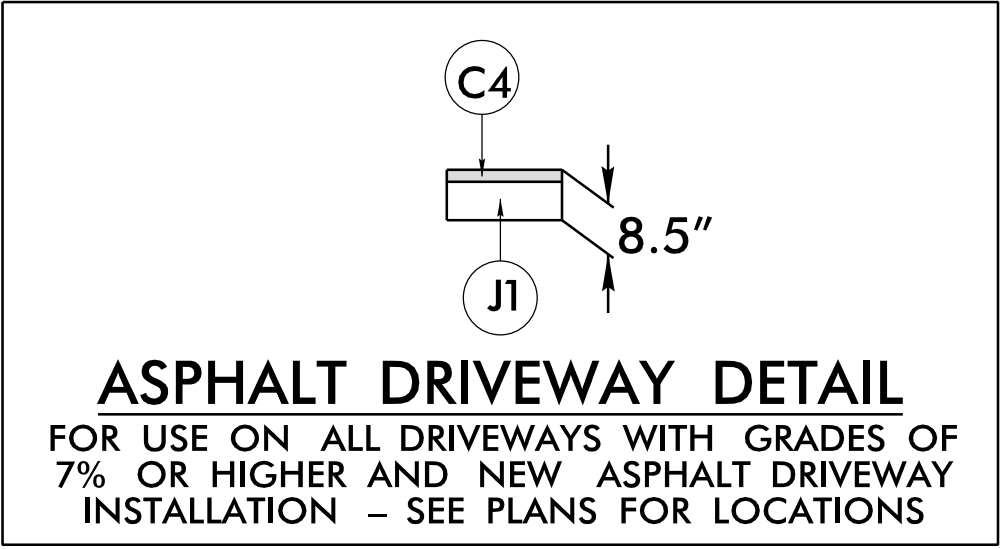 C4
8.5"
J1
ASPHALT DRIVEWAY DETAIL
FOR USE ON ALL DRIVEWAYS WITH GRADES OF
7% OR HIGHER AND NEW ASPHALT DRIVEWAY
INSTALLATION – SEE PLANS FOR LOCATIONS